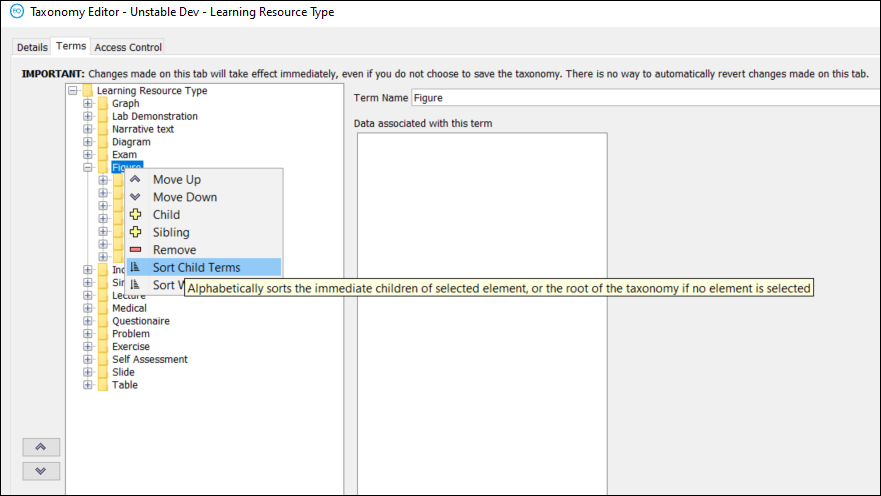 Taxonomy Editor - Unstable Dev - Learning Resource Type
Details Terms Access Control
IMPORTANT: Changes made on this tab will take effect immediately, even if you do not choose to save the taxonomy. There is no way to automatically revert changes made on this tab.
Learning Resource Type
Graph
Lab Demonstration
Narrative text
Diagram
Exam
Figure
Term Name Figure
Data associated with this term
Move Up
Move Down
Child
Sibling
Remove
Sort Child Terms
Sort
Alphabetically sorts the immediate children of selected element, or the root of the taxonomy if no element is selected
Lecture
Medical
Questionaire
Problem
Exercise
Self Assessment
Slide
Table